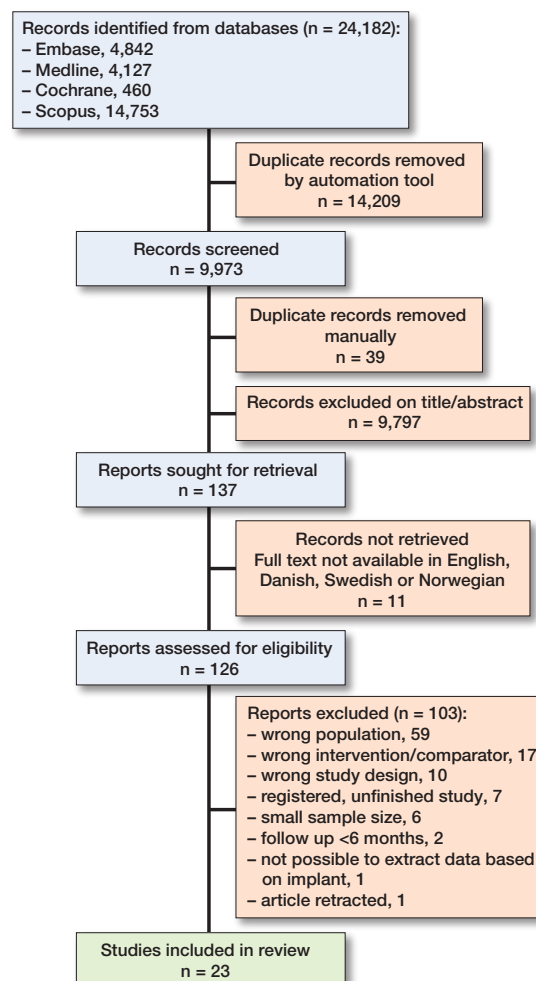 Records identified from databases (n = 24,182):
– Embase, 4,842
– Medline, 4,127
– Cochrane, 460
– Scopus, 14,753
Duplicate records removed
by automation tool
n = 14,209
Records screened
n = 9,973
Duplicate records removed
manually
n = 39
Records excluded on title/abstract
n = 9,797
Reports sought for retrieval
n = 137
Records not retrieved
Full text not available in English,
Danish, Swedish or Norwegian
n = 11
Reports assessed for eligibility
n = 126
Reports excluded (n = 103):
– wrong population, 59
– wrong intervention/comparator, 17
– wrong study design, 10
– registered, unfinished study, 7
– small sample size, 6
– follow up <6 months, 2
– not possible to extract data based
on implant, 1
– article retracted, 1
Studies included in review
n = 23